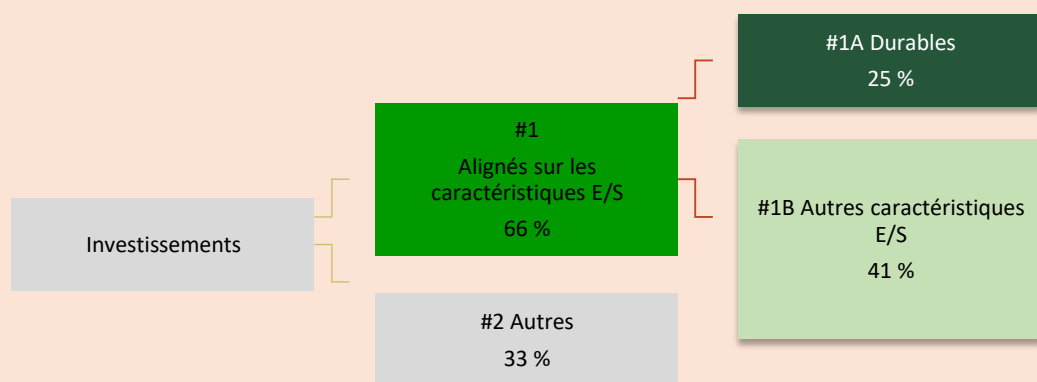 Investissements
#1
Alignés sur les
caractéristiques E/S
66 %
#2 Autres
33 %
#1A Durables
25 %
#1B Autres caractéristiques
E/S
41 %